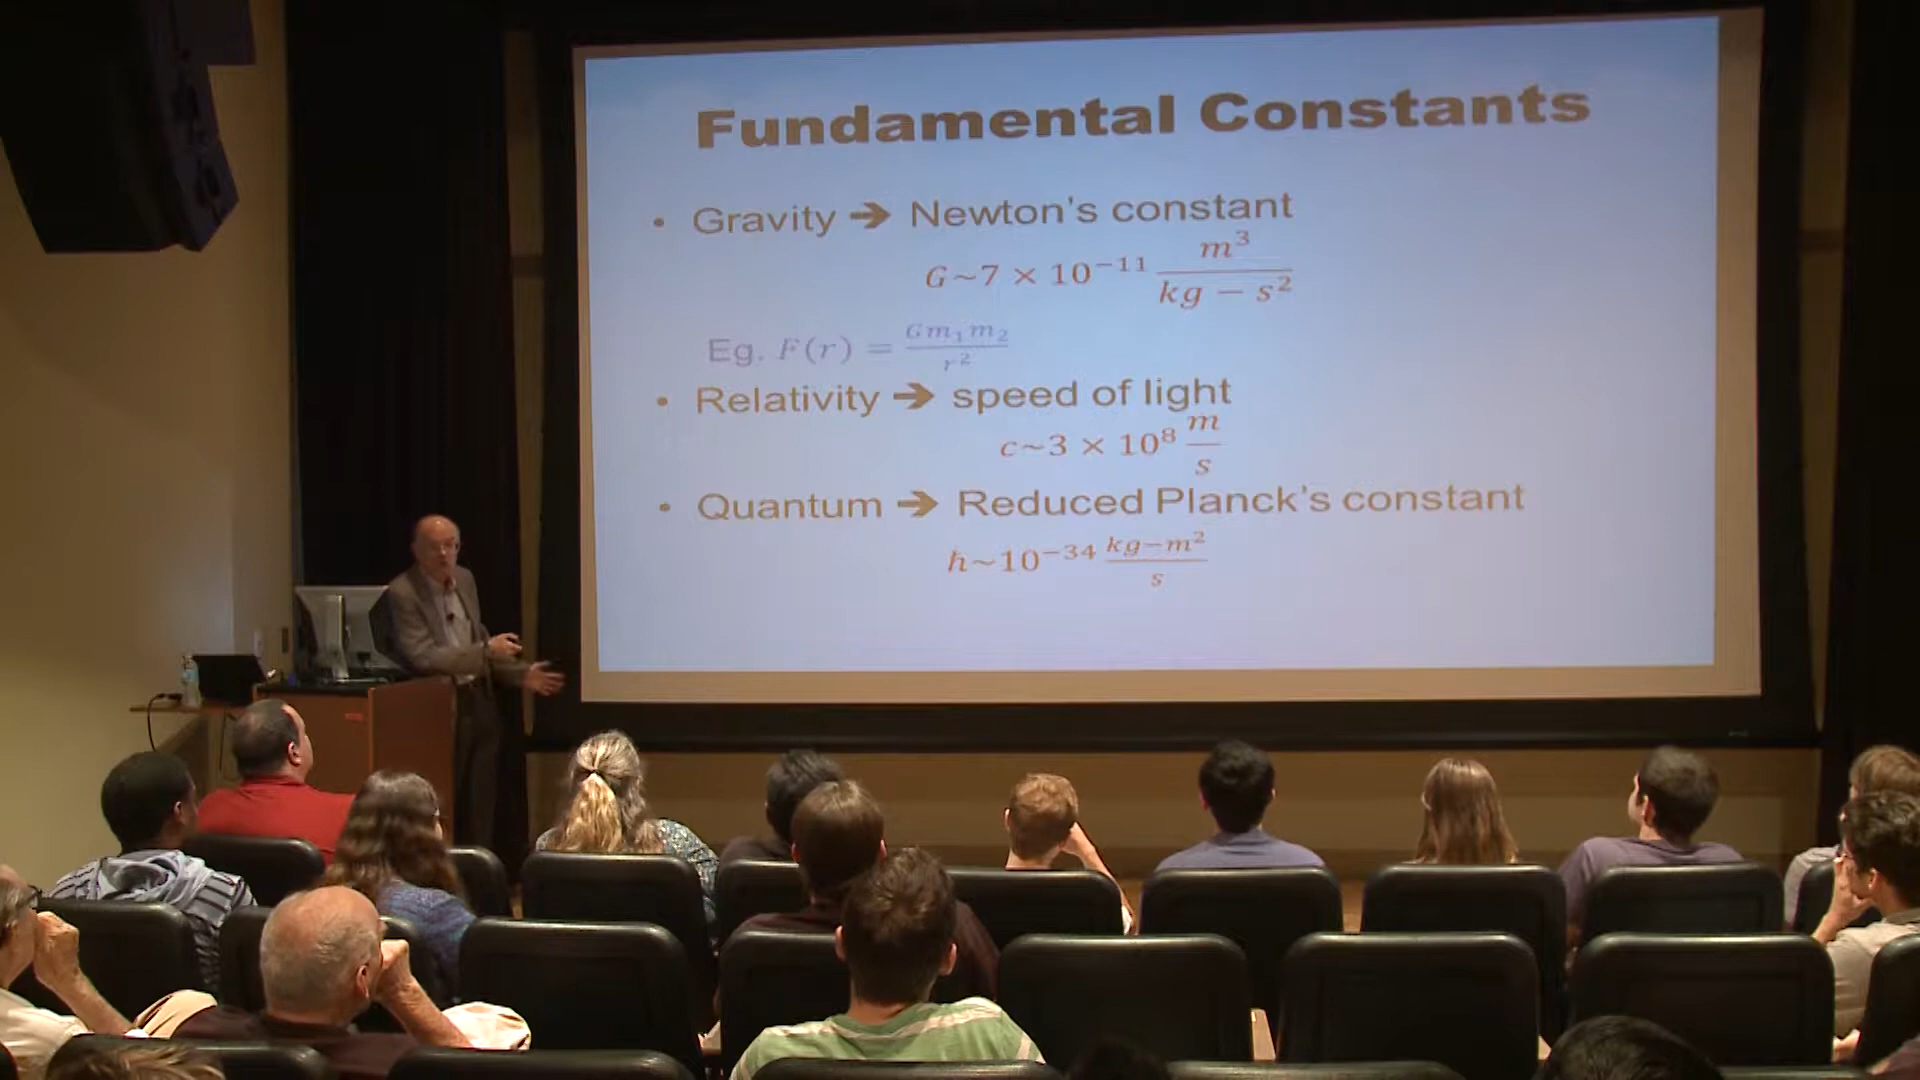 Fundamental Constants
• Gravity → Newton's constant
G~7 × 10⁻¹¹ m³/(kg − s²)
Eg. F(r) = Gm₁m₂/r²
• Relativity → speed of light
c~3 × 10⁸ m/s
• Quantum → Reduced Planck's constant
ℏ~10⁻³⁴ kg−m²/s